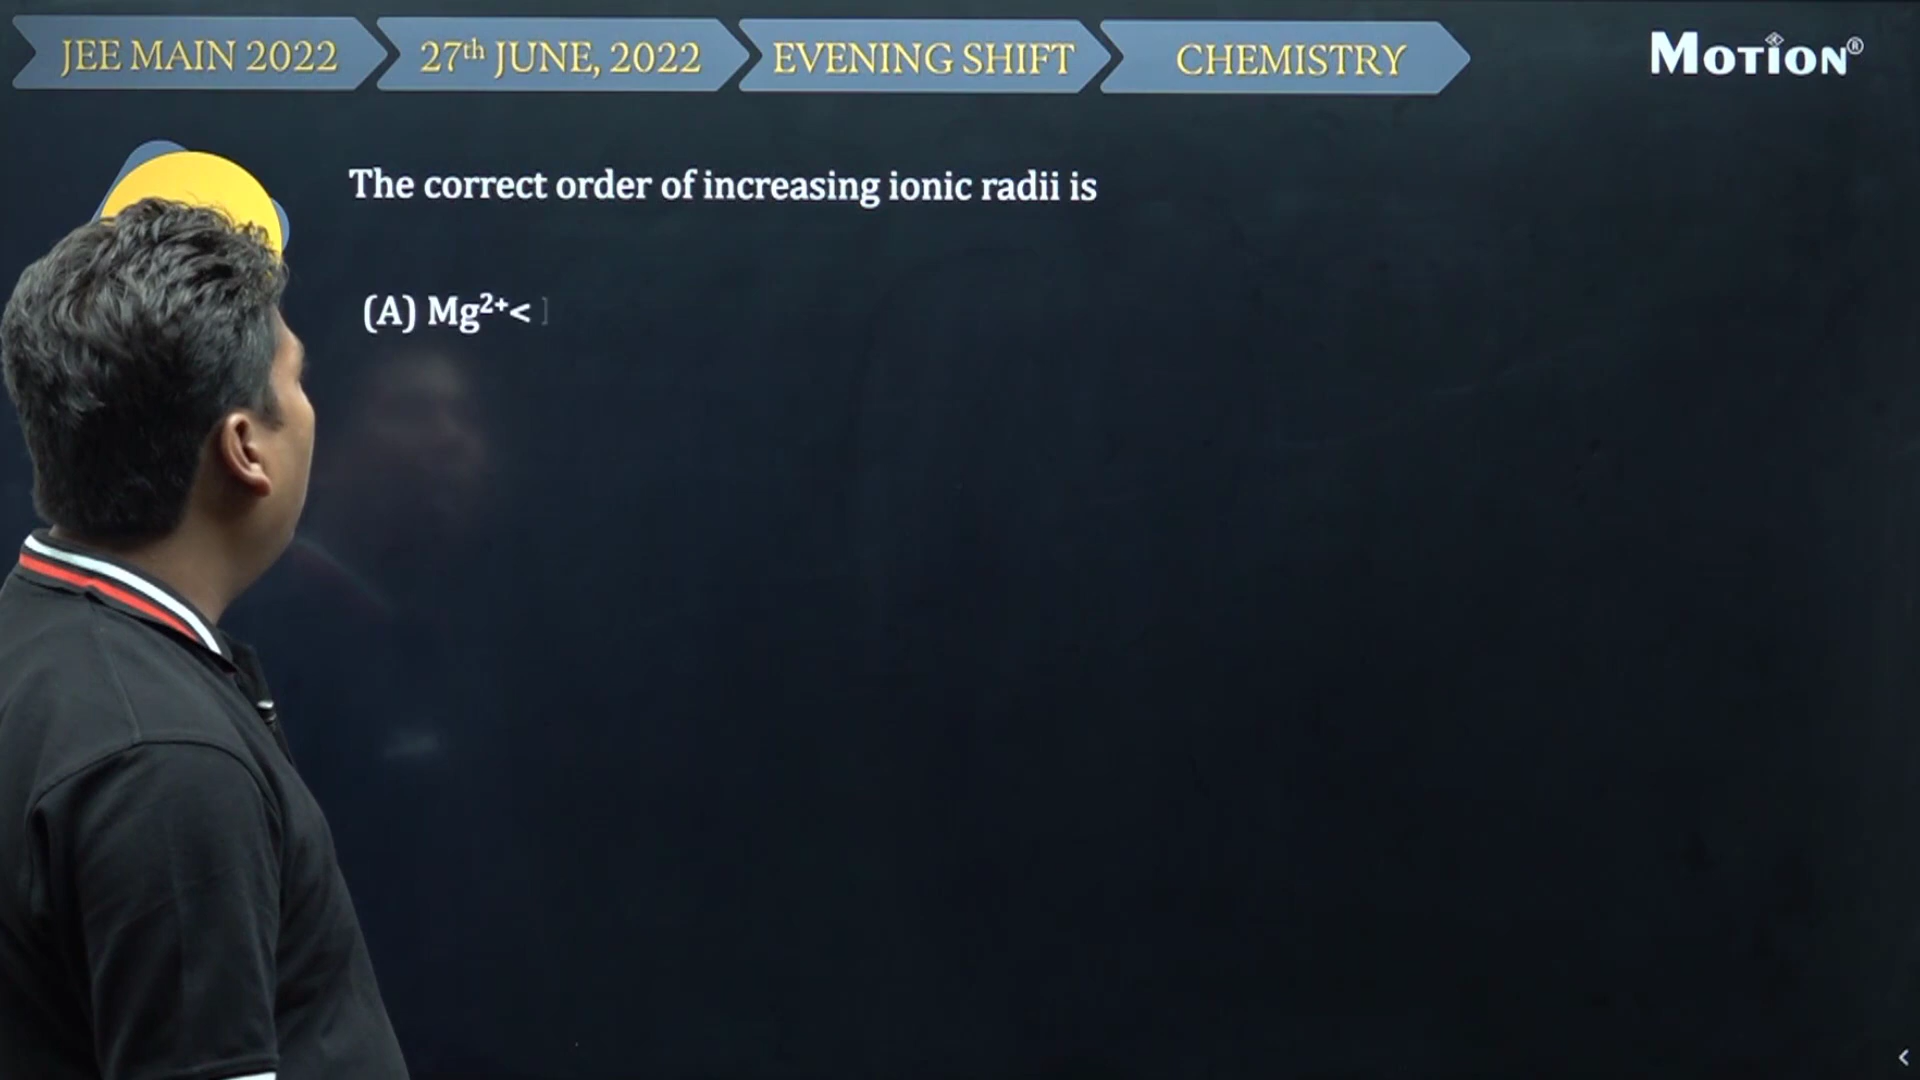 JEE MAIN 2022 27th JUNE, 2022 EVENING SHIFT CHEMISTRY MOTION®
The correct order of increasing ionic radii is
(A) Mg²⁺<